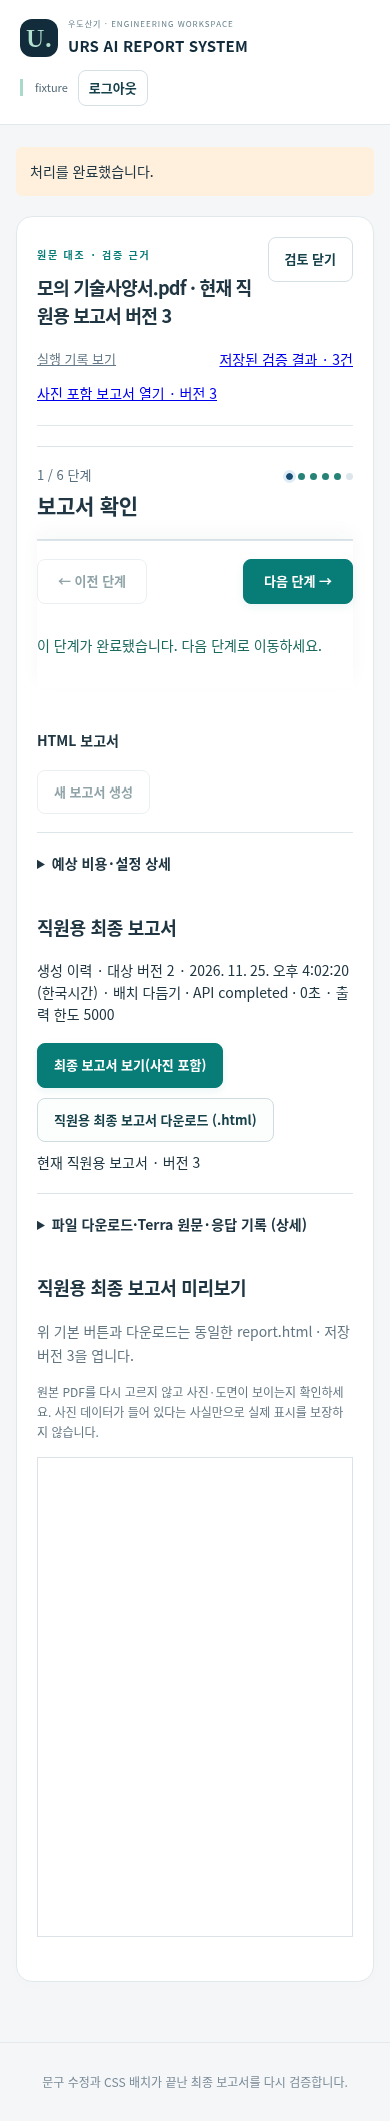 U.
우도산기 · ENGINEERING WORKSPACE
URS AI REPORT SYSTEM
fixture
로그아웃
처리를 완료했습니다.
원문 대조 · 검증 근거
모의 기술사양서.pdf · 현재 직
원용 보고서 버전 3
검토 닫기
실행 기록 보기
저장된 검증 결과 · 3건
사진 포함 보고서 열기 · 버전 3
1 / 6 단계
보고서 확인
← 이전 단계
다음 단계 →
이 단계가 완료됐습니다. 다음 단계로 이동하세요.
HTML 보고서
새 보고서 생성
▶ 예상 비용·설정 상세
직원용 최종 보고서
생성 이력 · 대상 버전 2 · 2026. 11. 25. 오후 4:02:20
(한국시간) · 배치 다듬기 · API completed · 0초 · 출
력 한도 5000
최종 보고서 보기(사진 포함)
직원용 최종 보고서 다운로드 (.html)
현재 직원용 보고서 · 버전 3
▶ 파일 다운로드·Terra 원문·응답 기록 (상세)
직원용 최종 보고서 미리보기
위 기본 버튼과 다운로드는 동일한 report.html · 저장
버전 3을 엽니다.
원본 PDF를 다시 고르지 않고 사진·도면이 보이는지 확인하세
요. 사진 데이터가 들어 있다는 사실만으로 실제 표시를 보장하
지 않습니다.
문구 수정과 CSS 배치가 끝난 최종 보고서를 다시 검증합니다.